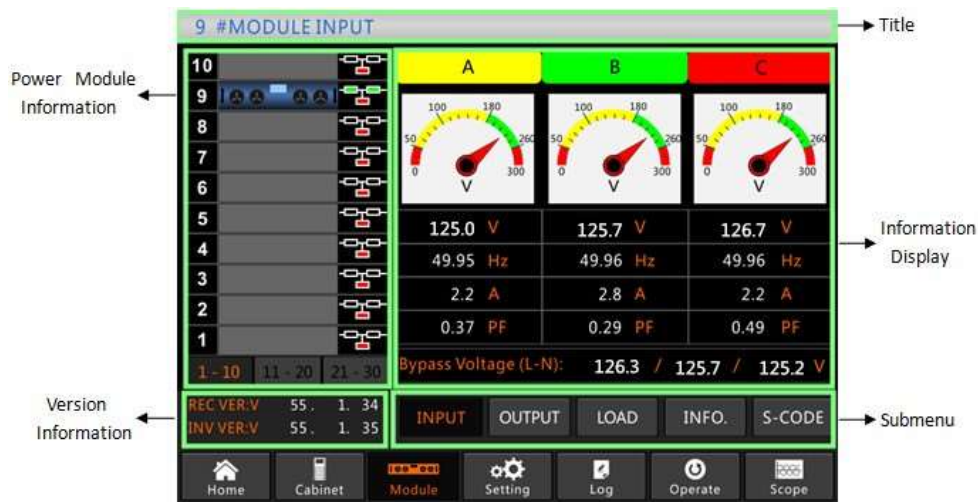 9 #MODULE INPUT
Title
Power Module
Information
10
9
8
7
6
5
4
3
2
1
1 - 10 11 - 20 21 - 30
A B C
50 100 180 260
0 300
V
50 100 180 260
0 300
V
50 100 180 260
0 300
V
125.0 V 125.7 V 126.7 V
49.95 Hz 49.96 Hz 49.96 Hz
2.2 A 2.8 A 2.2 A
0.37 PF 0.29 PF 0.49 PF
Bypass Voltage (L-N): 126.3 / 125.7 / 125.2 V
Information
Display
Version
Information
REC VER:V 55. 1. 34
INV VER:V 55. 1. 35
INPUT OUTPUT LOAD INFO. S-CODE
Submenu
Home Cabinet Module Setting Log Operate Scope